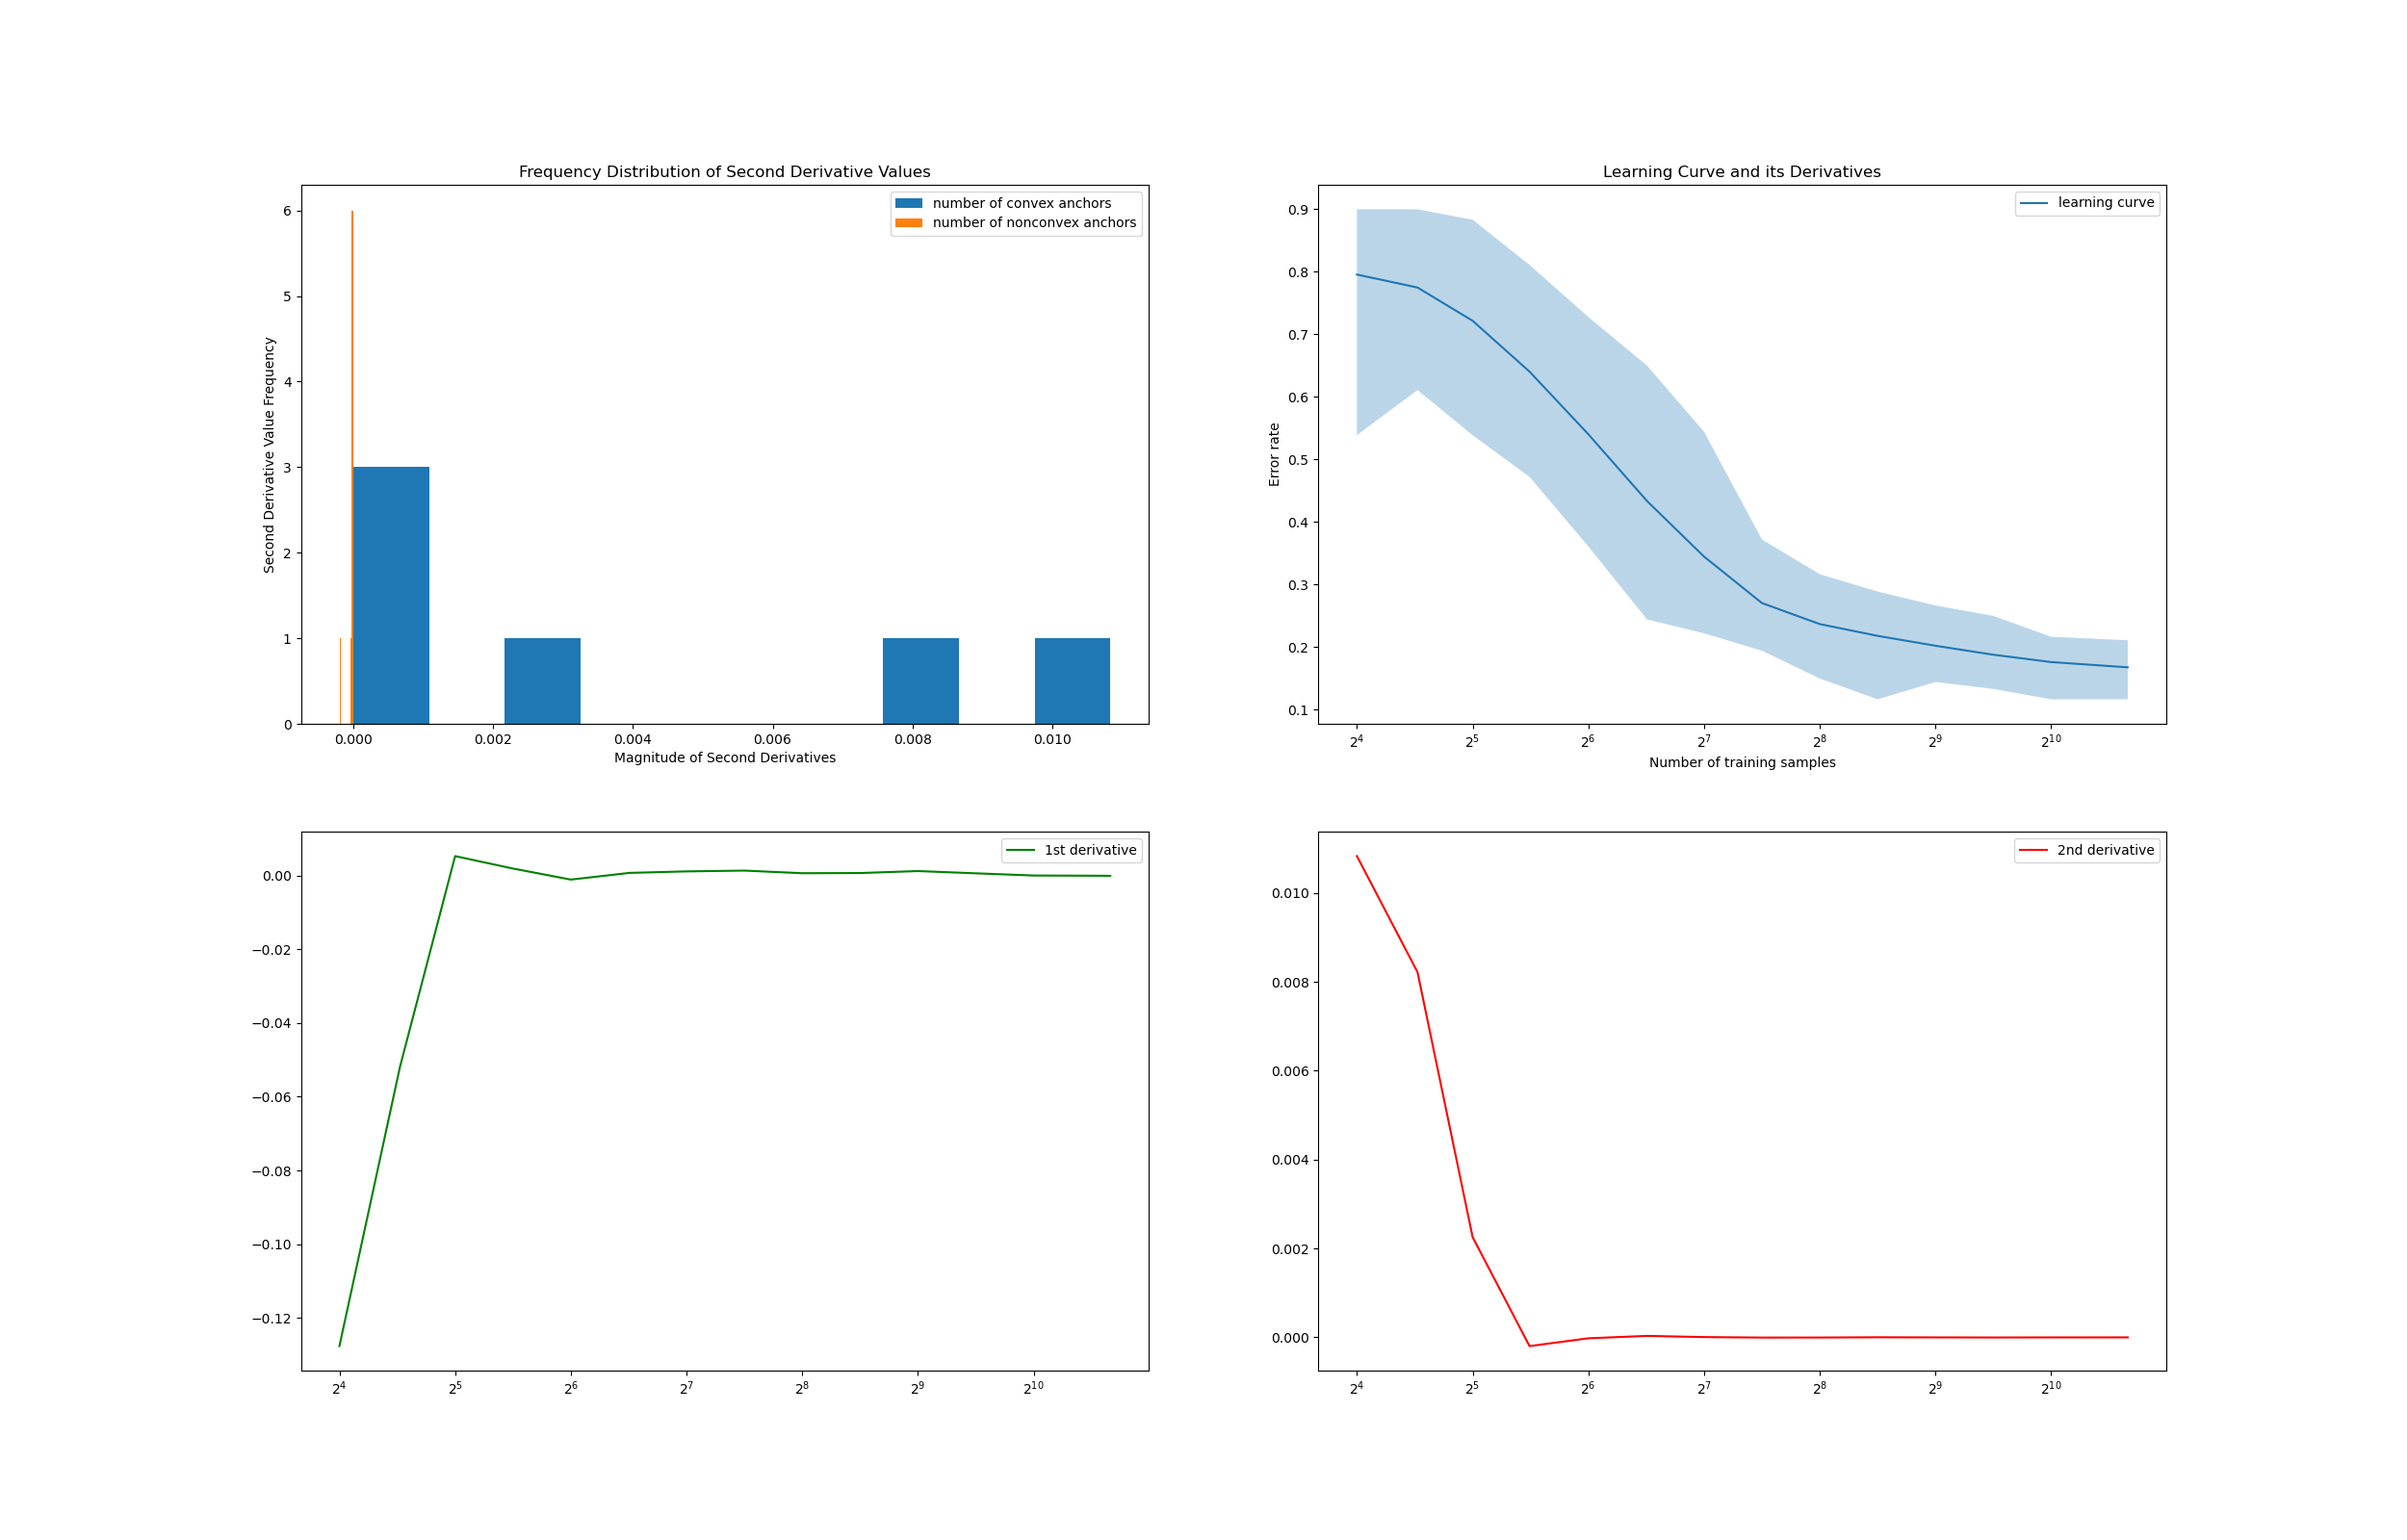 Frequency Distribution of Second Derivative Values
number of convex anchors
number of nonconvex anchors
Second Derivative Value Frequency
6
5
4
3
2
1
0
0.000 0.002 0.004 0.006 0.008 0.010
Magnitude of Second Derivatives
Learning Curve and its Derivatives
learning curve
Error rate
0.9
0.8
0.7
0.6
0.5
0.4
0.3
0.2
0.1
2⁴ 2⁵ 2⁶ 2⁷ 2⁸ 2⁹ 2¹⁰
Number of training samples
1st derivative
0.00
−0.02
−0.04
−0.06
−0.08
−0.10
−0.12
2⁴ 2⁵ 2⁶ 2⁷ 2⁸ 2⁹ 2¹⁰
2nd derivative
0.010
0.008
0.006
0.004
0.002
0.000
2⁴ 2⁵ 2⁶ 2⁷ 2⁸ 2⁹ 2¹⁰